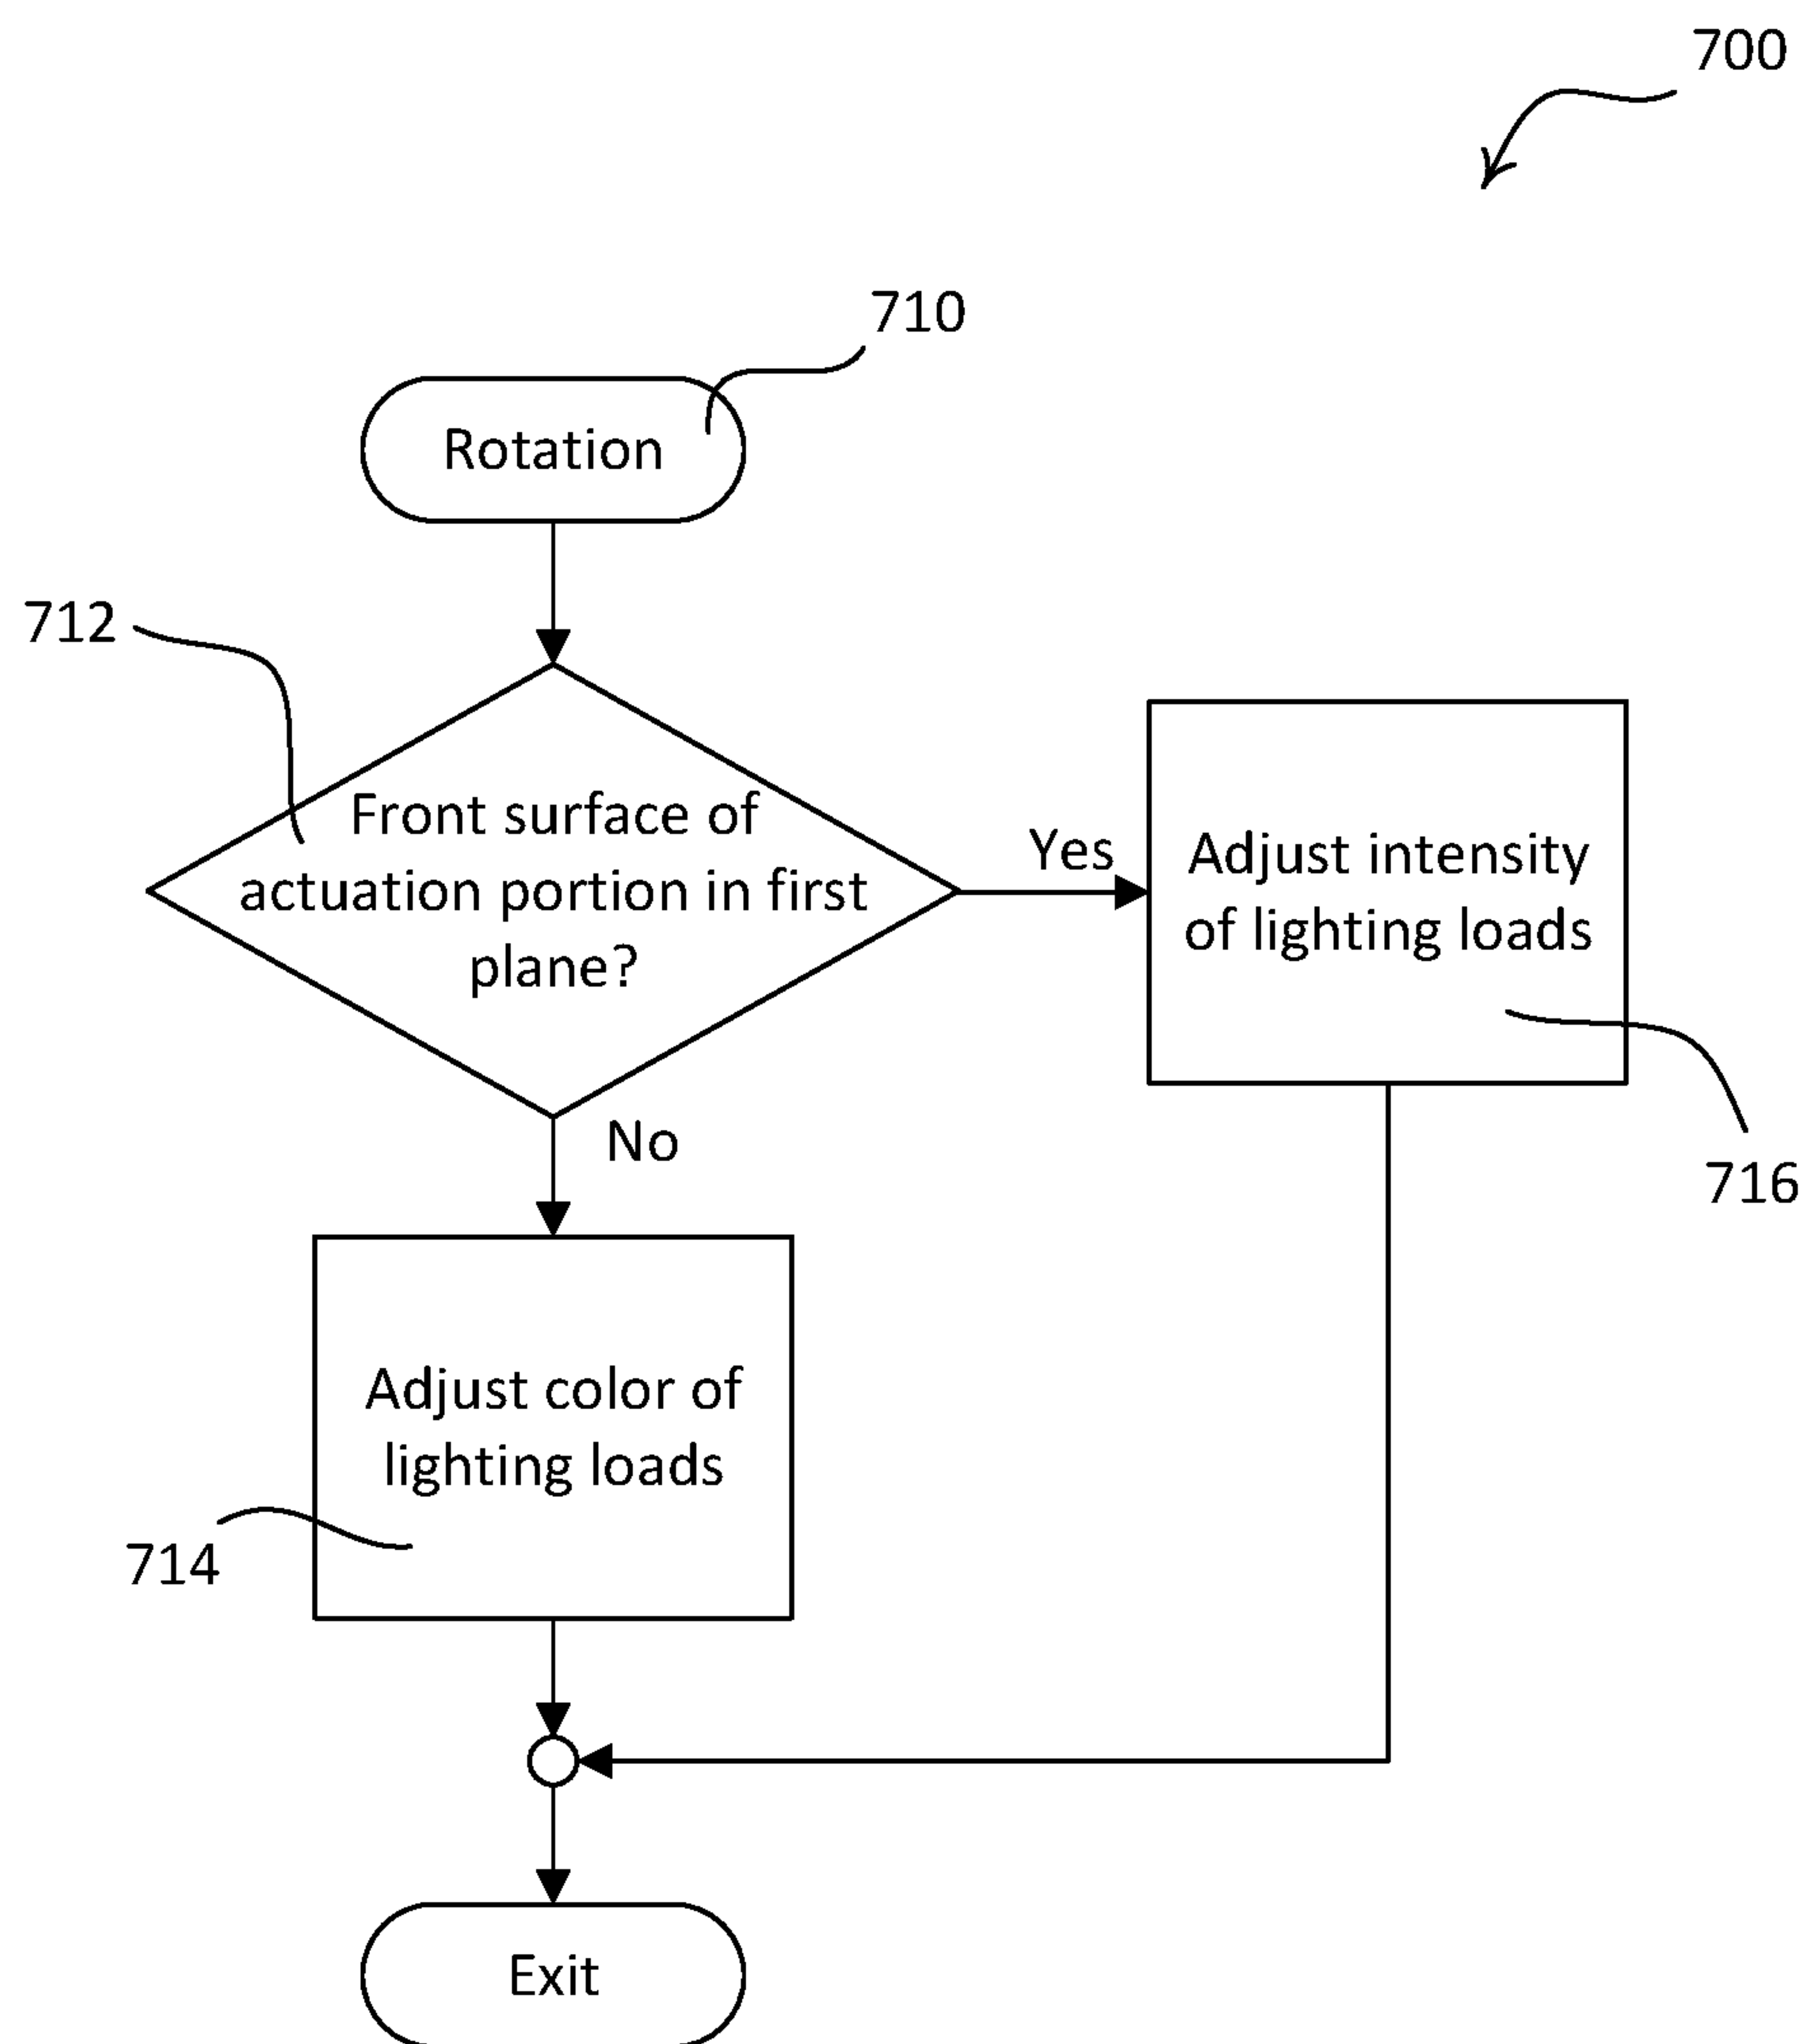 700
710
Rotation
712
Front surface of
actuation portion in first
plane?
Yes
Adjust intensity
of lighting loads
716
No
Adjust color of
lighting loads
714
Exit